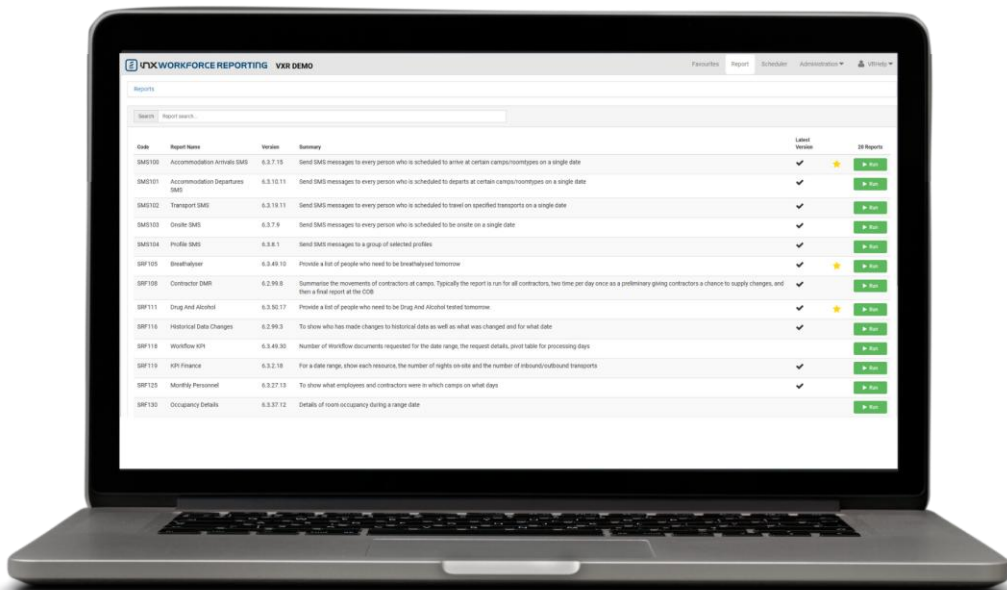 INX WORKFORCE REPORTING VXR DEMO Favourites Report Scheduler Administration VRHelp
Reports
Search Report search...
Code Report Name Version Summary Latest Version 28 Reports
SMS100 Accommodation Arrivals SMS 6.3.7.15 Send SMS messages to every person who is scheduled to arrive at certain camps/roomtypes on a single date Run
SMS101 Accommodation Departures SMS 6.3.10.11 Send SMS messages to every person who is scheduled to departs at certain camps/roomtypes on a single date Run
SMS102 Transport SMS 6.3.19.11 Send SMS messages to every person who is scheduled to travel on specified transports on a single date Run
SMS103 Onsite SMS 6.3.7.9 Send SMS messages to every person who is scheduled to be onsite on a single date Run
SMS104 Profile SMS 6.3.8.1 Send SMS messages to a group of selected profiles Run
SRF105 Breathalyser 6.3.49.10 Provide a list of people who need to be breathalysed tomorrow Run
SRF108 Contractor DMR 6.2.99.8 Summarise the movements of contractors at camps. Typically the report is run for all contractors, two time per day once as a preliminary giving contractors a chance to supply changes, and Run
then a final report at the COB
SRF111 Drug And Alcohol 6.3.50.17 Provide a list of people who need to be Drug And Alcohol tested tomorrow. Run
SRF116 Historical Data Changes 6.2.99.3 To show who has made changes to historical data as well as what was changed and for what date Run
SRF118 Workflow KPI 6.3.49.30 Number of Workflow documents requested for the date range, the request details, pivot table for processing days Run
SRF119 KPI Finance 6.3.2.18 For a date range, show each resource, the number of nights on-site and the number of inbound/outbound transports Run
SRF125 Monthly Personnel 6.3.27.13 To show what employees and contractors were in which camps on what days Run
SRF130 Occupancy Details 6.3.37.12 Details of room occupancy during a range date Run